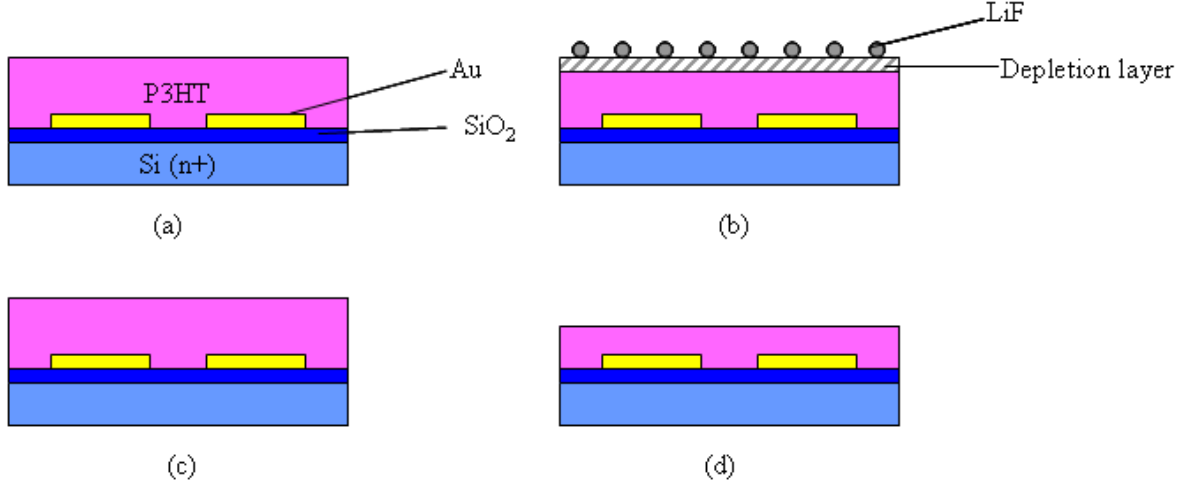 LiF
Au
Depletion layer
P3HT
SiO₂
Si (n+)
(a)
(b)
(c)
(d)